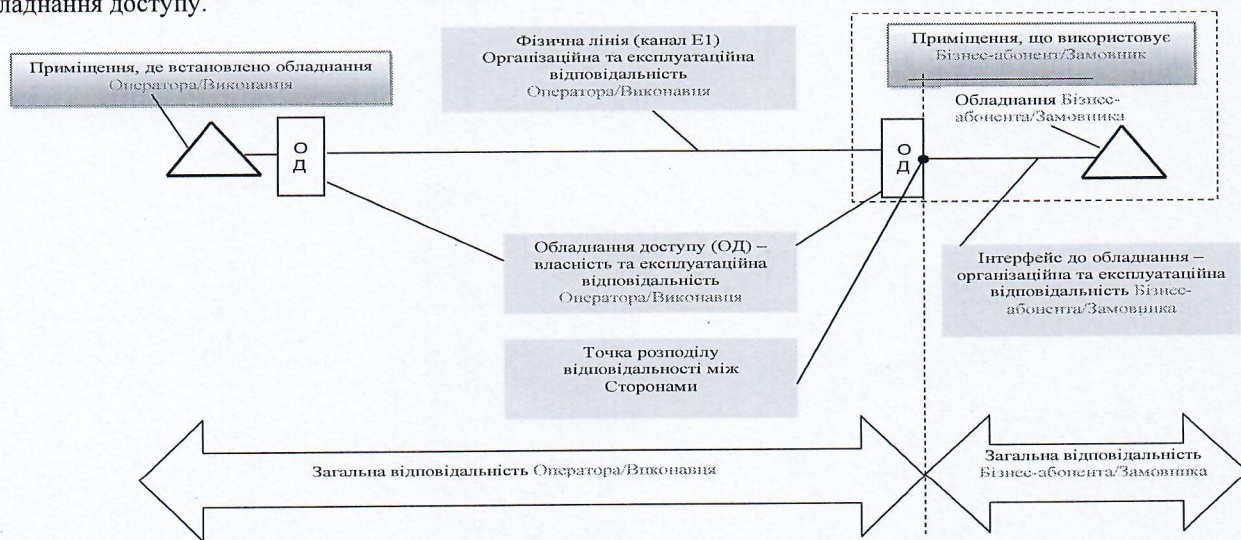 ладнання доступу.
Фізична лінія (канал Е1)
Організаційна та експлуатаційна
відповідальність
Оператора/Виконавця
Приміщення, що використовує
Бізнес-абонент/Замовник
Приміщення, де встановлено обладнання
Оператора/Виконавця
Обладнання Бізнес-
абонента/Замовника
О
Д
О
Д
Обладнання доступу (ОД) –
власність та експлуатаційна
відповідальність
Оператора/Виконавця
Інтерфейс до обладнання –
організаційна та експлуатаційна
відповідальність Бізнес-
абонента/Замовника
Точка розподілу
відповідальності між
Сторонами
Загальна відповідальність Оператора/Виконавця
Загальна відповідальність
Бізнес-абонента/Замовника